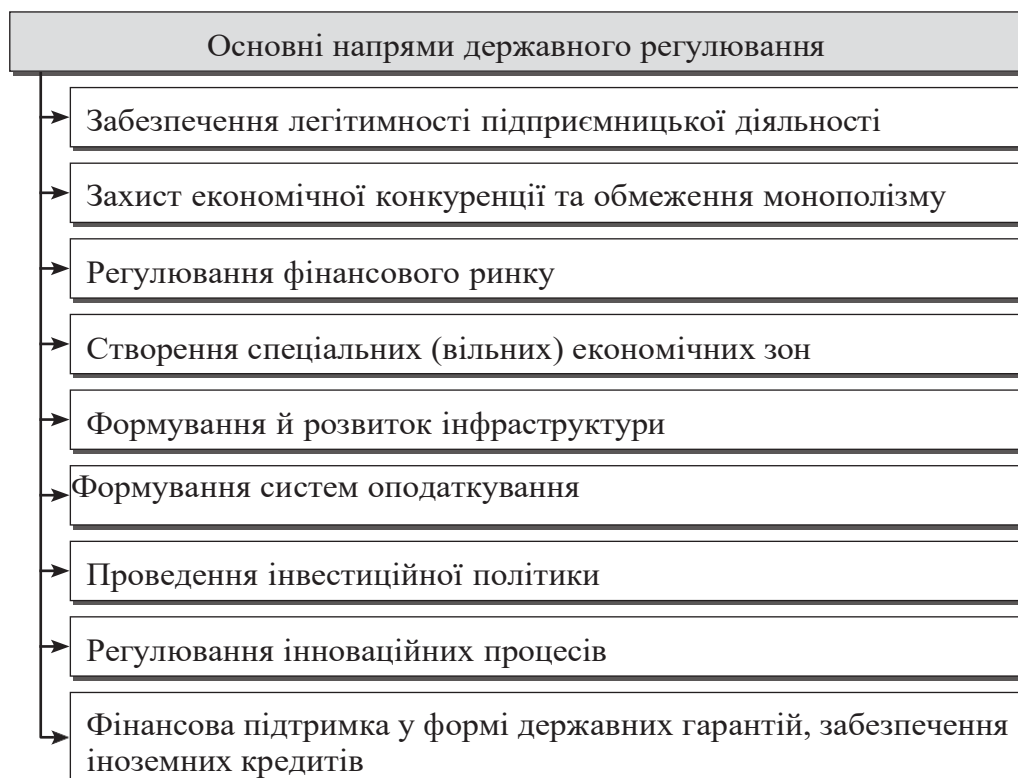 Основні напрями державного регулювання
Забезпечення легітимності підприємницької діяльності
Захист економічної конкуренції та обмеження монополізму
Регулювання фінансового ринку
Створення спеціальних (вільних) економічних зон
Формування й розвиток інфраструктури
Формування систем оподаткування
Проведення інвестиційної політики
Регулювання інноваційних процесів
Фінансова підтримка у формі державних гарантій, забезпечення
іноземних кредитів